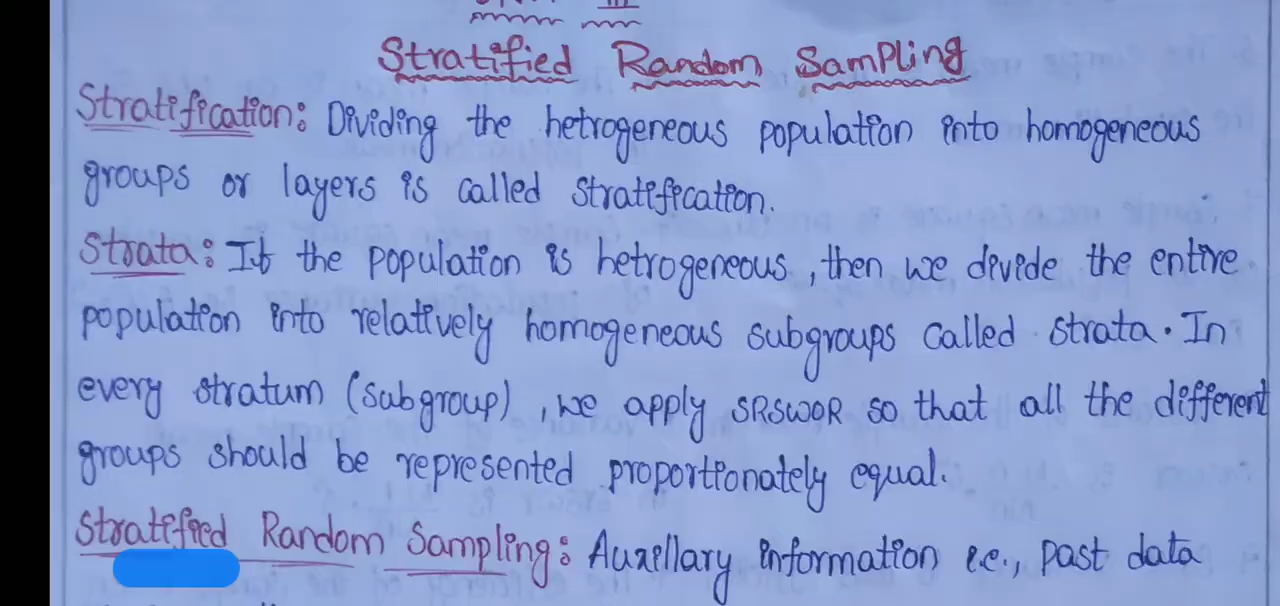 Stratified Random Sampling
Stratification: Dividing the hetrogeneous population into homogeneous
groups or layers is called stratification.
Strata: If the population is hetrogeneous, then we divide the entire
population into relatively homogeneous subgroups called strata. In
every stratum (subgroup), we apply SRSWOR so that all the different
groups should be represented proportionately equal.
Stratified Random Sampling: Auxillary information i.e., past data